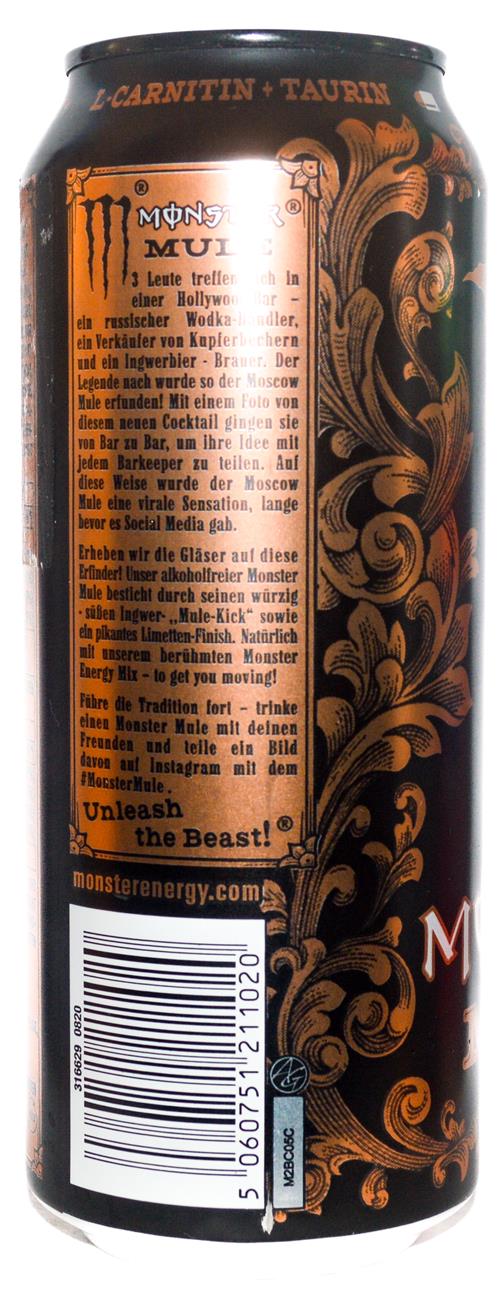 L-CARNITIN + TAURIN
MONSTER®
MULE
3 Leute treffen sich in
einer Hollywood Bar -
ein russischer Wodka-Händler,
ein Verkäufer von Kupferbechern
und ein Ingwerbier - Brauer. Der
Legende nach wurde so der Moscow
Mule erfunden! Mit einem Foto von
diesem neuen Cocktail gingen sie
von Bar zu Bar, um ihre Idee mit
jedem Barkeeper zu teilen. Auf
diese Weise wurde der Moscow
Mule eine virale Sensation, lange
bevor es Social Media gab.
Erheben wir die Gläser auf diese
Erfinder! Unser alkoholfreier Monster
Mule besticht durch seinen würzig
- süßen Ingwer- „Mule-Kick“ sowie
ein pikantes Limetten-Finish. Natürlich
mit unserem berühmten Monster
Energy Mix – to get you moving!
Führe die Tradition fort – trinke
einen Monster Mule mit deinen
Freunden und teile ein Bild
davon auf Instagram mit dem
#MonsterMule.
Unleash
the Beast!®
monsterenergy.com
316629 0820
5 060751 211020
M2BC05C
M